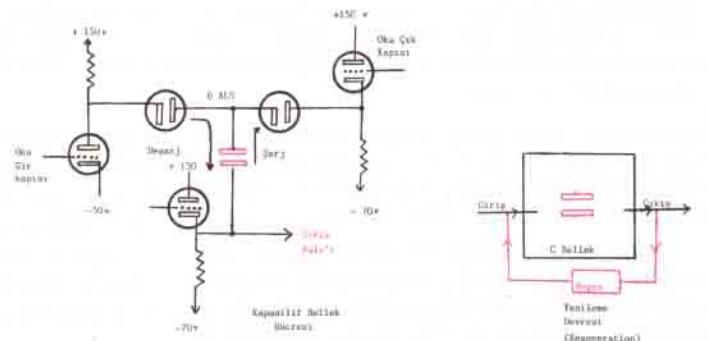 + 150v
+150 v
Oku Çık
Kapısı
0 ALS
Oku
Gir
Kapısı
Deşarj
Şarj
+ 150
-50v
- 70v
Çıkış
Giriş
Çıkış
C Bellek
-70v
Kapasitif Bellek
Hücresi
Yenileme
Devresi
(Regeneration)